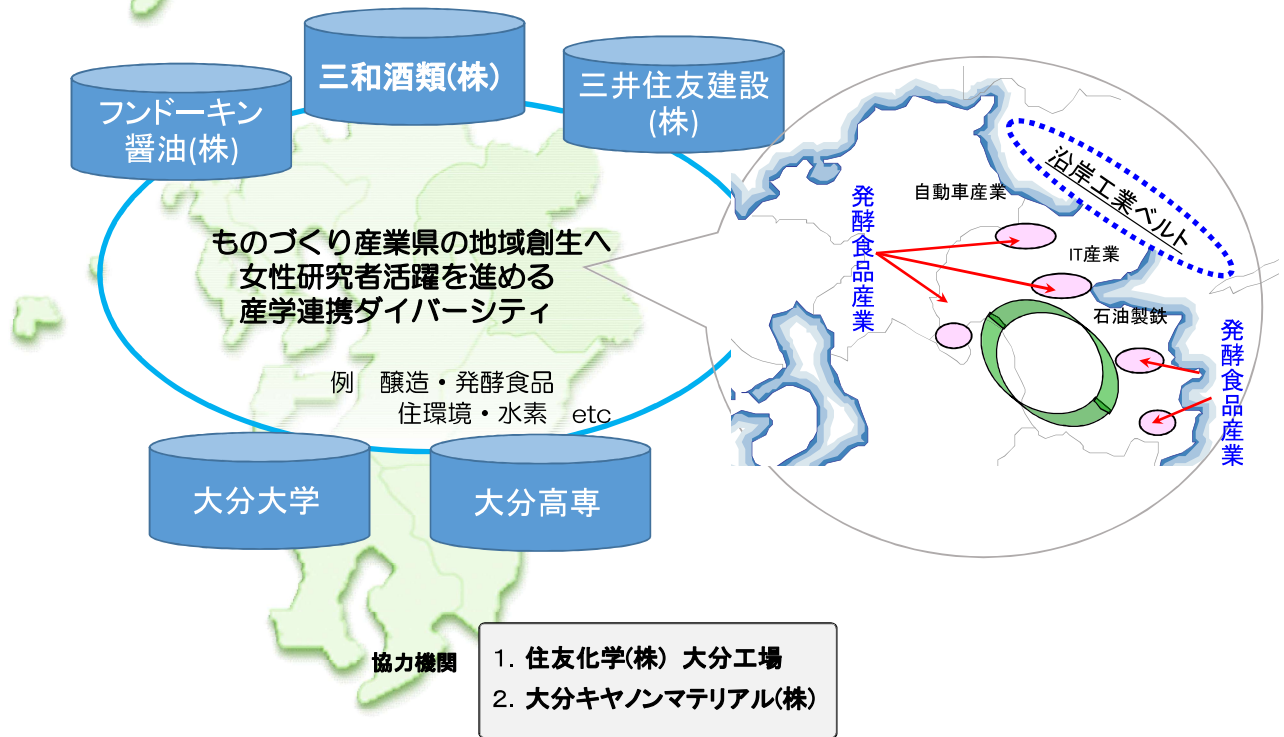 三和酒類(株)
フンドーキン
醤油(株)
三井住友建設
(株)
ものづくり産業県の地域創生へ
女性研究者活躍を進める
産学連携ダイバーシティ
例　醸造・発酵食品
住環境・水素　etc
大分大学
大分高専
沿岸工業ベルト
自動車産業
発酵食品産業
IT産業
石油製鉄
発酵食品産業
協力機関
1. 住友化学(株) 大分工場
2. 大分キヤノンマテリアル(株)